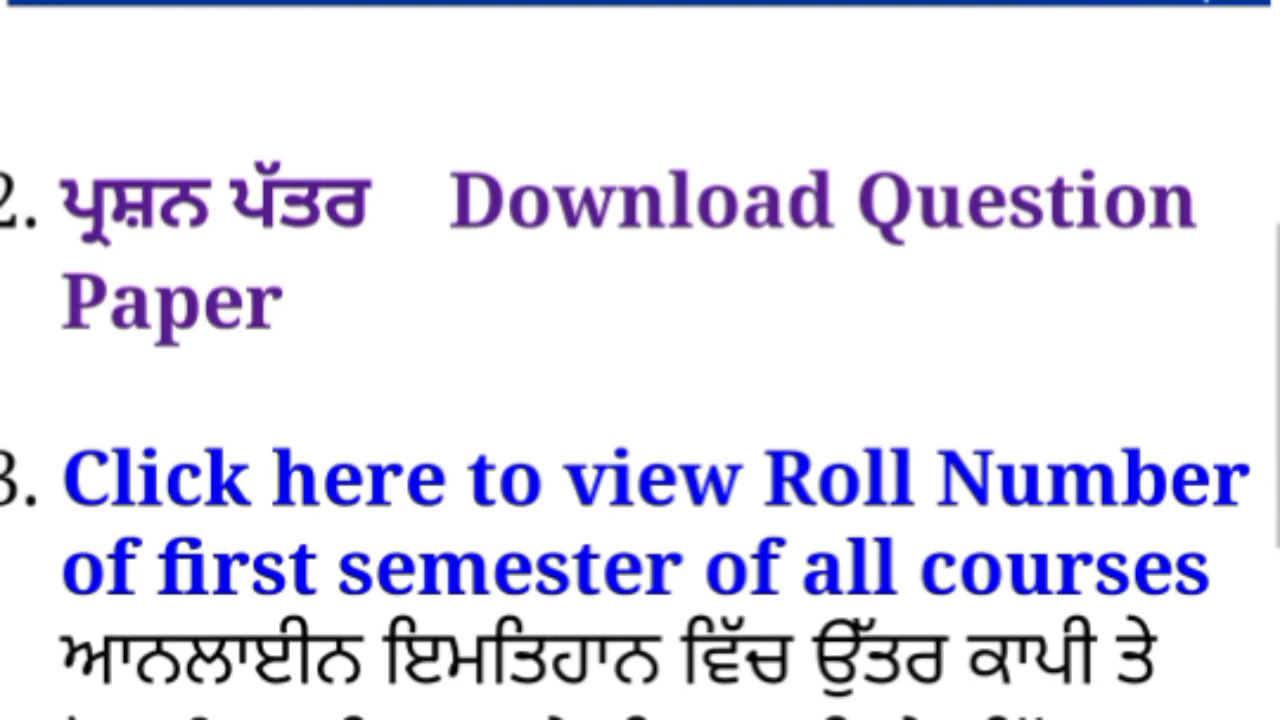 2. ਪ੍ਰਸ਼ਨ ਪੱਤਰ Download Question
Paper
3. Click here to view Roll Number
of first semester of all courses
ਆਨਲਾਈਨ ਇਮਤਿਹਾਨ ਵਿੱਚ ਉੱਤਰ ਕਾਪੀ ਤੇ